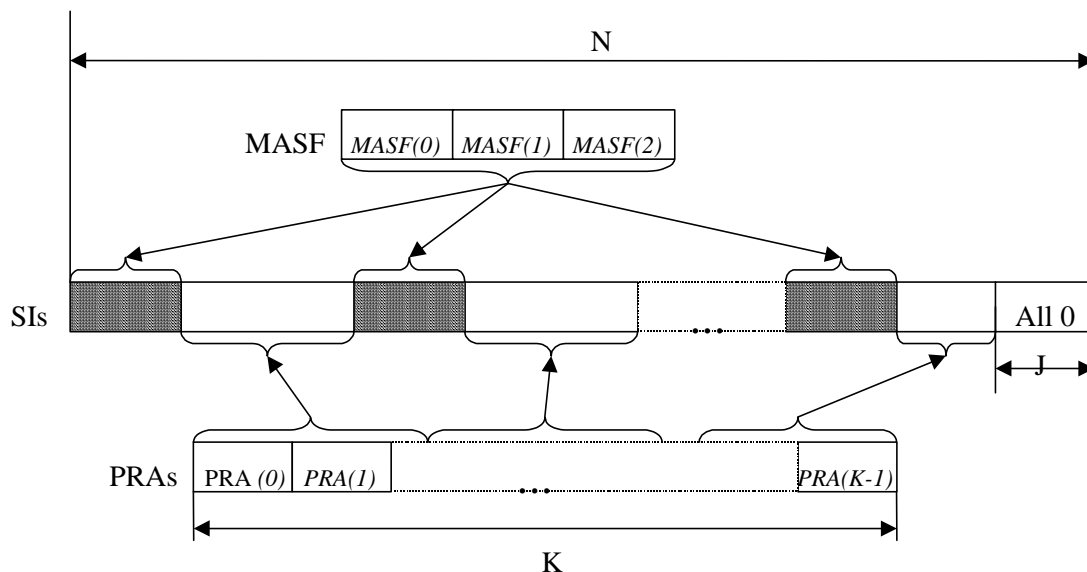 N
MASF MASF(0) MASF(1) MASF(2)
SIs ... All 0
J
PRAs PRA (0) PRA(1) ... PRA(K-1)
K